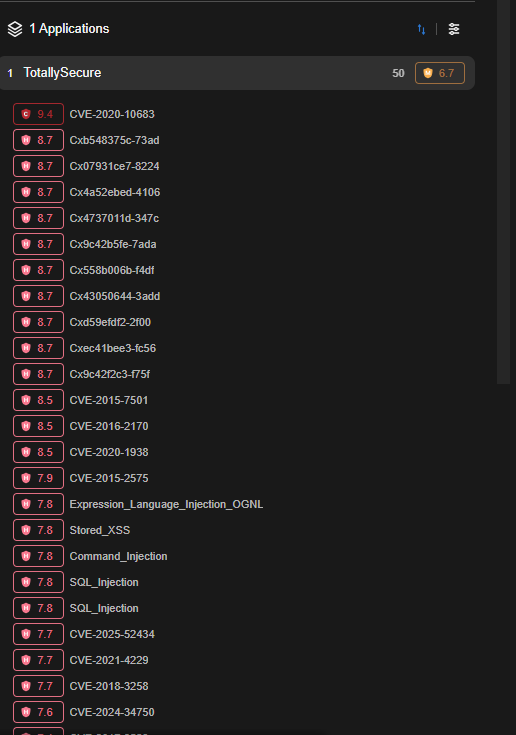 1 Applications
1 TotallySecure 50 6.7
C 9.4 CVE-2020-10683
H 8.7 Cxb548375c-73ad
H 8.7 Cx07931ce7-8224
H 8.7 Cx4a52ebed-4106
H 8.7 Cx4737011d-347c
H 8.7 Cx9c42b5fe-7ada
H 8.7 Cx558b006b-f4df
H 8.7 Cx43050644-3add
H 8.7 Cxd59efdf2-2f00
H 8.7 Cxec41bee3-fc56
H 8.7 Cx9c42f2c3-f75f
H 8.5 CVE-2015-7501
H 8.5 CVE-2016-2170
H 8.5 CVE-2020-1938
H 7.9 CVE-2015-2575
H 7.8 Expression_Language_Injection_OGNL
H 7.8 Stored_XSS
H 7.8 Command_Injection
H 7.8 SQL_Injection
H 7.8 SQL_Injection
H 7.7 CVE-2025-52434
H 7.7 CVE-2021-4229
H 7.7 CVE-2018-3258
H 7.6 CVE-2024-34750